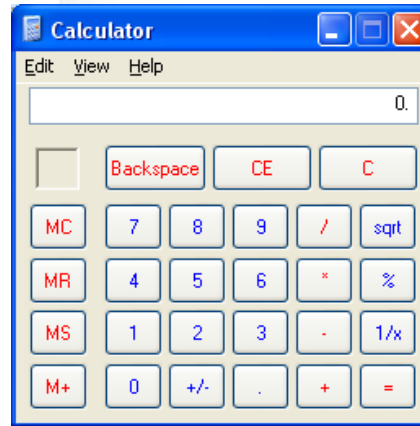 Calculator
Edit View Help
0.
Backspace CE C
MC 7 8 9 / sqrt
MR 4 5 6 * %
MS 1 2 3 - 1/x
M+ 0 +/- . + =